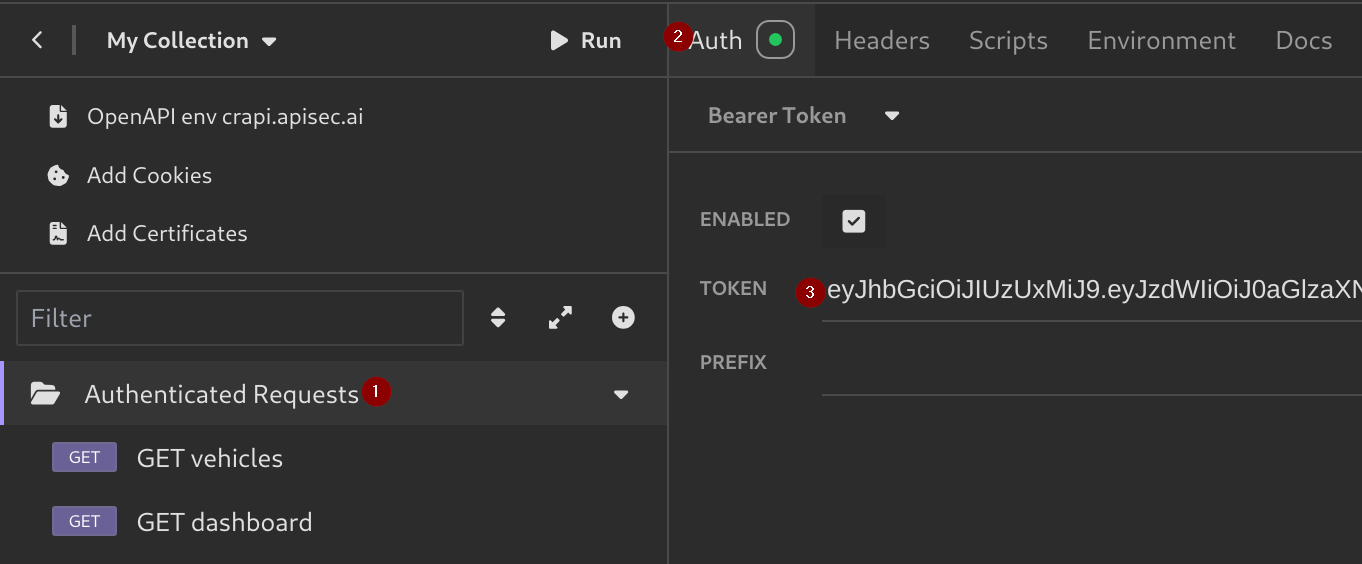 My Collection
Run
2
Auth
Headers
Scripts
Environment
Docs
OpenAPI env crapi.apisec.ai
Add Cookies
Add Certificates
Bearer Token
ENABLED
TOKEN
3
eyJhbGciOiJIUzUxMiJ9.eyJzdWIiOiJ0aGlzaXN
PREFIX
Filter
Authenticated Requests
1
GET GET vehicles
GET GET dashboard